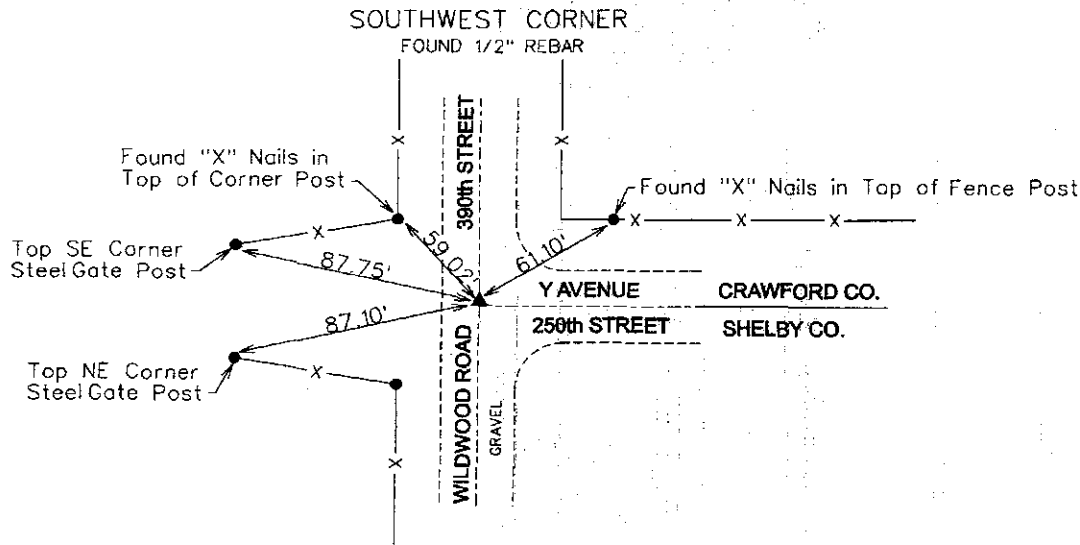 SOUTHWEST CORNER
FOUND 1/2" REBAR
X
X
390th STREET
Found "X" Nails in
Top of Corner Post
Found "X" Nails in Top of Fence Post
X
X
X
X
Top SE Corner
Steel Gate Post
59.02'
61.10'
87.75'
Y AVENUE
CRAWFORD CO.
250th STREET
SHELBY CO.
87.10'
Top NE Corner
Steel Gate Post
X
WILDWOOD ROAD
GRAVEL
X